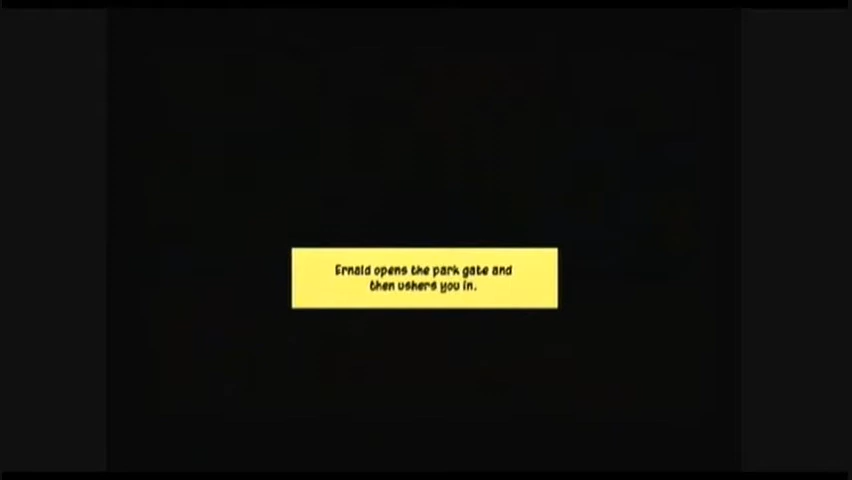 Ernald opens the park gate and
then ushers you in.